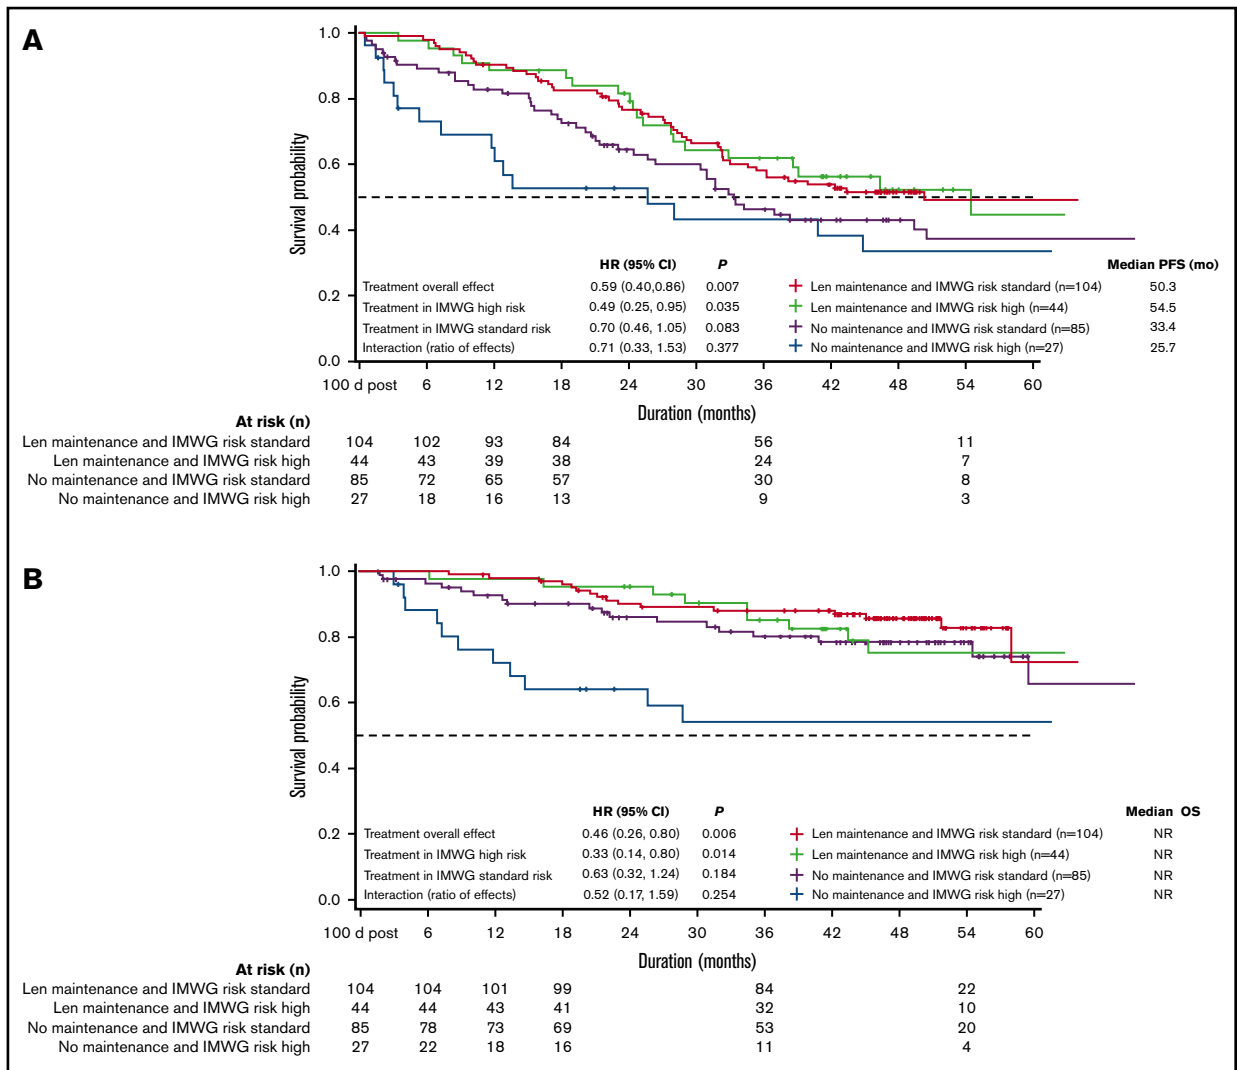 A
1.0
0.8
0.6
0.4
0.2
0.0
Survival probability
HR (95% CI) P Median PFS (mo)
Treatment overall effect 0.59 (0.40,0.86) 0.007 Len maintenance and IMWG risk standard (n=104) 50.3
Treatment in IMWG high risk 0.49 (0.25, 0.95) 0.035 Len maintenance and IMWG risk high (n=44) 54.5
Treatment in IMWG standard risk 0.70 (0.46, 1.05) 0.083 No maintenance and IMWG risk standard (n=85) 33.4
Interaction (ratio of effects) 0.71 (0.33, 1.53) 0.377 No maintenance and IMWG risk high (n=27) 25.7
100 d post 6 12 18 24 30 36 42 48 54 60
Duration (months)
At risk (n)
Len maintenance and IMWG risk standard 104 102 93 84 56 11
Len maintenance and IMWG risk high 44 43 39 38 24 7
No maintenance and IMWG risk standard 85 72 65 57 30 8
No maintenance and IMWG risk high 27 18 16 13 9 3
B
1.0
0.8
0.6
0.4
0.2
0.0
Survival probability
HR (95% CI) P Median OS
Treatment overall effect 0.46 (0.26, 0.80) 0.006 Len maintenance and IMWG risk standard (n=104) NR
Treatment in IMWG high risk 0.33 (0.14, 0.80) 0.014 Len maintenance and IMWG risk high (n=44) NR
Treatment in IMWG standard risk 0.63 (0.32, 1.24) 0.184 No maintenance and IMWG risk standard (n=85) NR
Interaction (ratio of effects) 0.52 (0.17, 1.59) 0.254 No maintenance and IMWG risk high (n=27) NR
100 d post 6 12 18 24 30 36 42 48 54 60
Duration (months)
At risk (n)
Len maintenance and IMWG risk standard 104 104 101 99 84 22
Len maintenance and IMWG risk high 44 44 43 41 32 10
No maintenance and IMWG risk standard 85 78 73 69 53 20
No maintenance and IMWG risk high 27 22 18 16 11 4